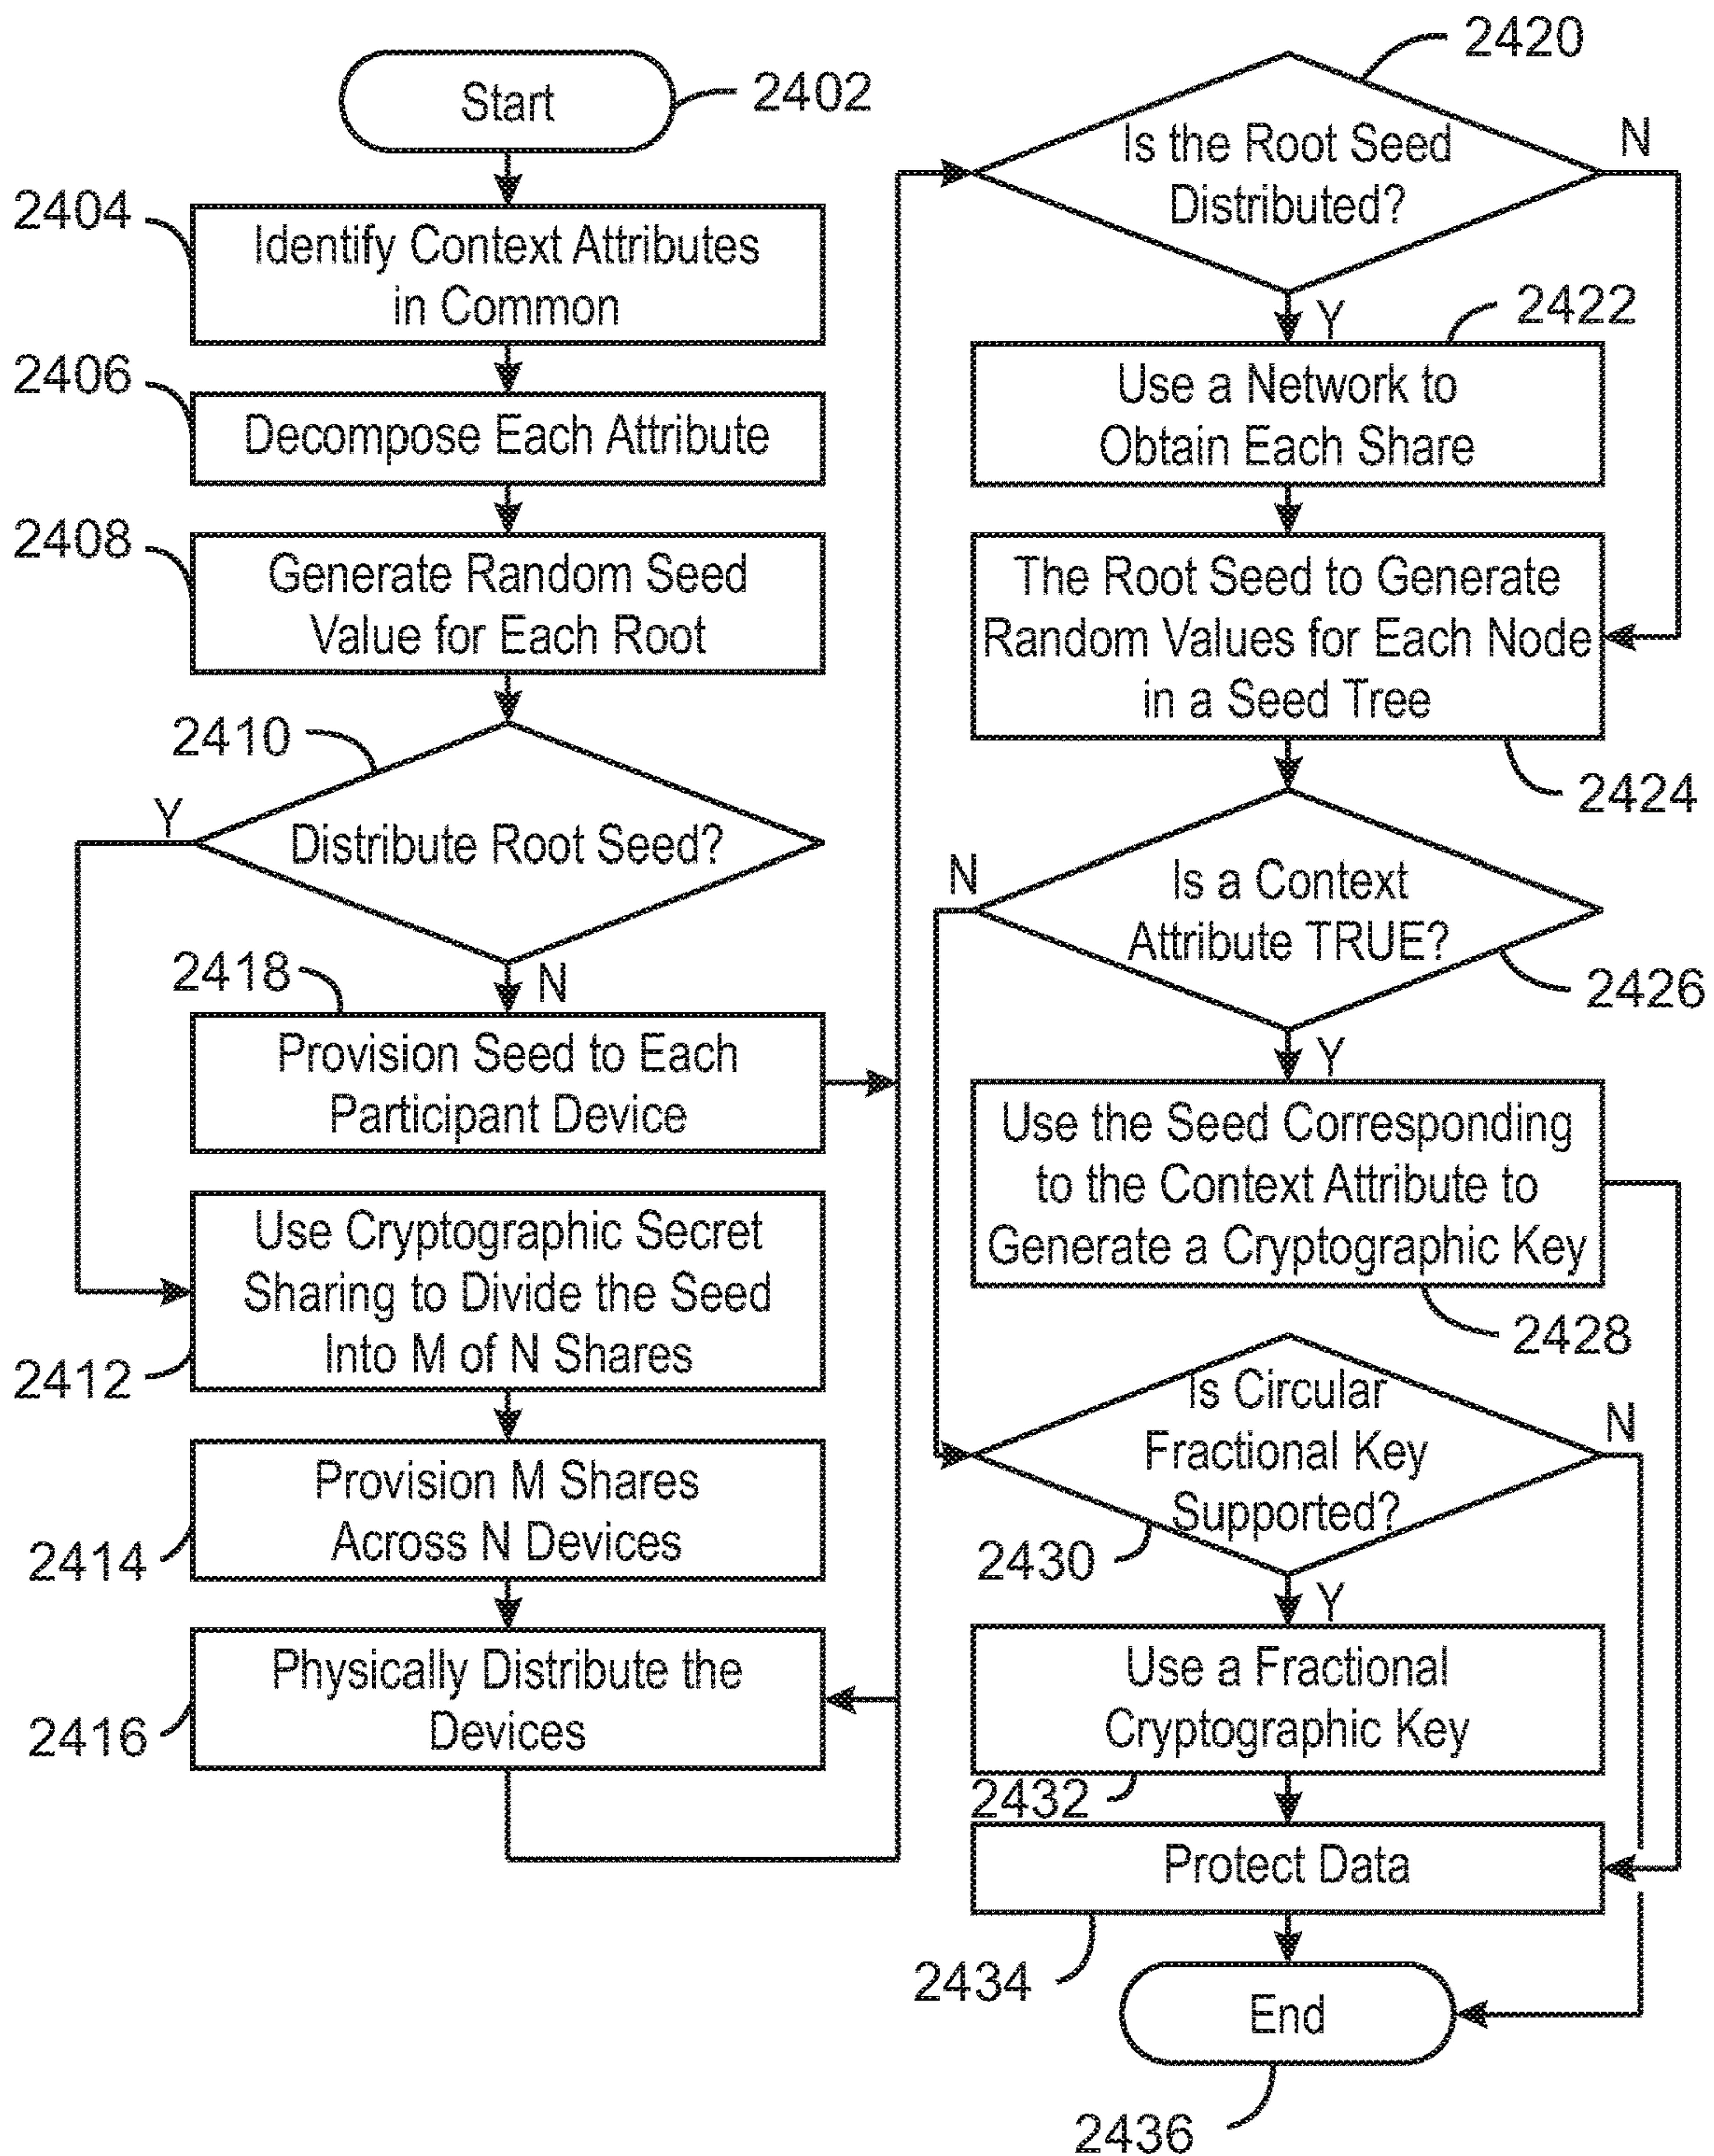 Start
2402
2404
Identify Context Attributes
in Common
2406
Decompose Each Attribute
2408
Generate Random Seed
Value for Each Root
2410
Y
Distribute Root Seed?
N
2418
Provision Seed to Each
Participant Device
Use Cryptographic Secret
Sharing to Divide the Seed
Into M of N Shares
2412
Provision M Shares
Across N Devices
2414
Physically Distribute the
Devices
2416
2420
Is the Root Seed
Distributed?
N
Y
2422
Use a Network to
Obtain Each Share
The Root Seed to Generate
Random Values for Each Node
in a Seed Tree
2424
N
Is a Context
Attribute TRUE?
2426
Y
Use the Seed Corresponding
to the Context Attribute to
Generate a Cryptographic Key
2428
Is Circular
Fractional Key
Supported?
N
2430
Y
Use a Fractional
Cryptographic Key
2432
Protect Data
2434
End
2436